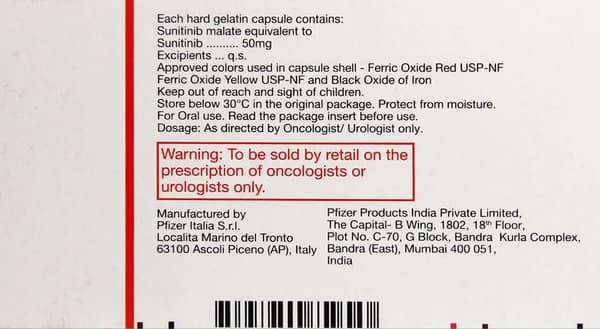 Each hard gelatin capsule contains:
Sunitinib malate equivalent to
Sunitinib .......... 50mg
Excipients ... q.s.
Approved colors used in capsule shell - Ferric Oxide Red USP-NF
Ferric Oxide Yellow USP-NF and Black Oxide of Iron
Keep out of reach and sight of children.
Store below 30°C in the original package. Protect from moisture.
For Oral use. Read the package insert before use.
Dosage: As directed by Oncologist/ Urologist only.
Warning: To be sold by retail on the
prescription of oncologists or
urologists only.
Manufactured by
Pfizer Italia S.r.l.
Localita Marino del Tronto
63100 Ascoli Piceno (AP), Italy
Pfizer Products India Private Limited,
The Capital- B Wing, 1802, 18th Floor,
Plot No. C-70, G Block, Bandra Kurla Complex,
Bandra (East), Mumbai 400 051,
India